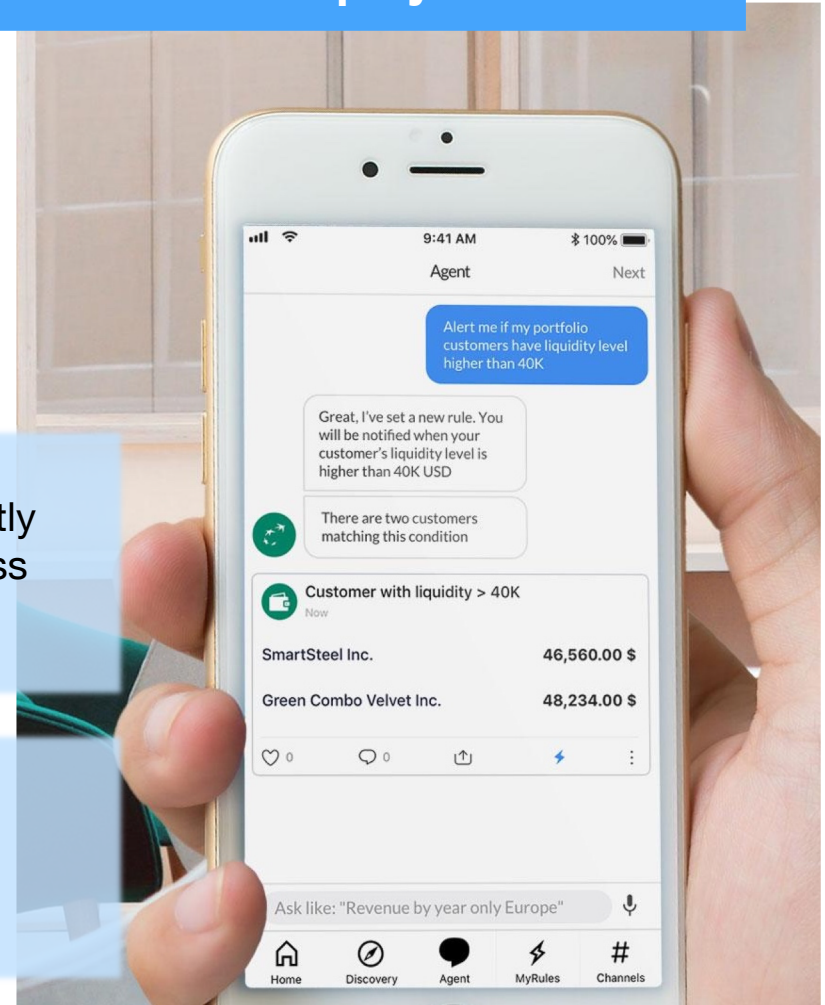 9:41 AM
100%
Agent
Next
Alert me if my portfolio
customers have liquidity level
higher than 40K
Great, I've set a new rule. You
will be notified when your
customer's liquidity level is
higher than 40K USD
There are two customers
matching this condition
Customer with liquidity > 40K
Now
SmartSteel Inc. 46,560.00 $
Green Combo Velvet Inc. 48,234.00 $
0 0
Ask like: "Revenue by year only Europe"
Home Discovery Agent MyRules Channels